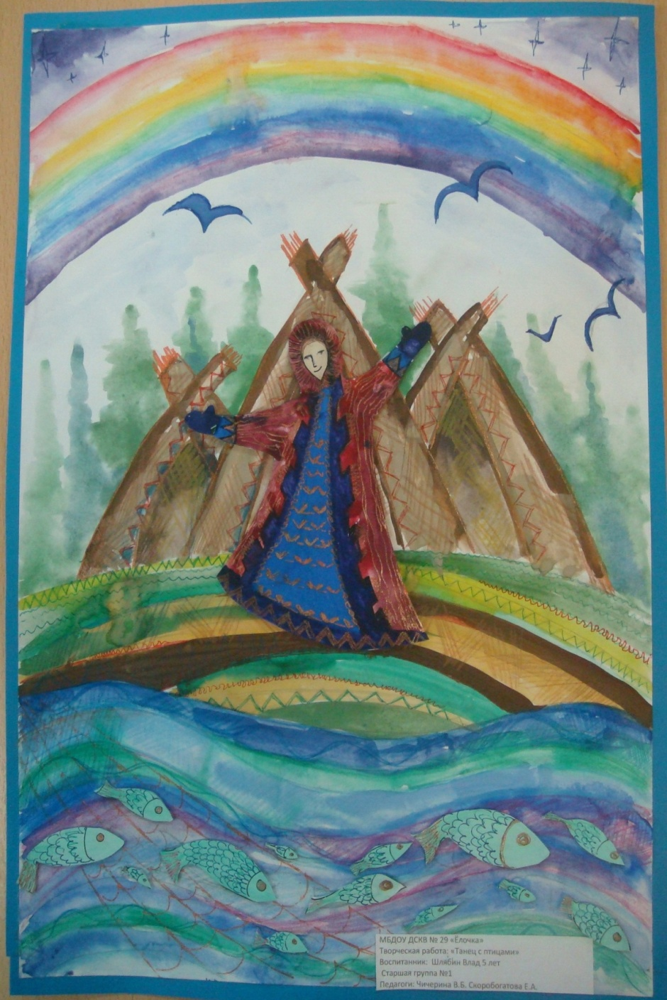 МБДОУ ДСКВ № 29 «Ёлочка»
Творческая работа: «Танец с птицами»
Воспитанник: Шлябин Влад 5 лет
Старшая группа №1
Педагоги: Чичерина В.Б. Скоробогатова Е.А.